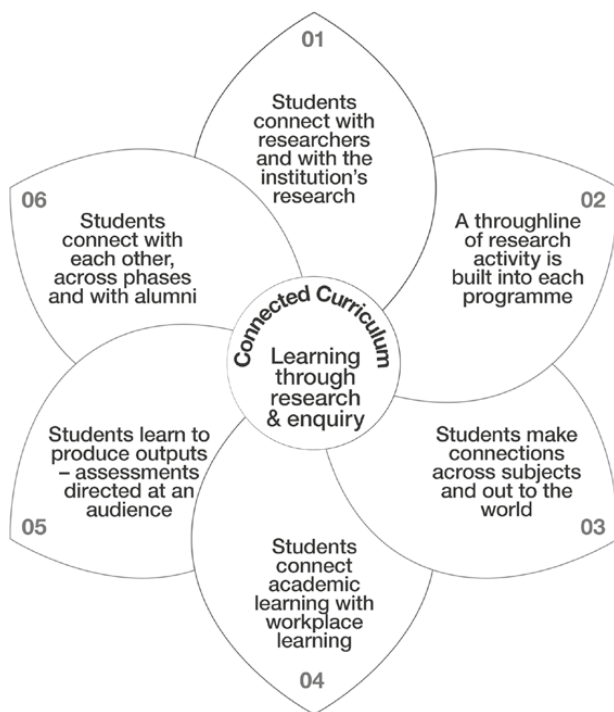 01
Students
connect with
researchers
and with the
institution's
research
02
A throughline
of research
activity is
built into each
programme
03
Students make
connections
across subjects
and out to the
world
04
Students
connect
academic
learning with
workplace
learning
05
Students learn to
produce outputs
– assessments
directed at an
audience
06
Students
connect with
each other,
across phases
and with alumni
Connected Curriculum
Learning
through
research
& enquiry